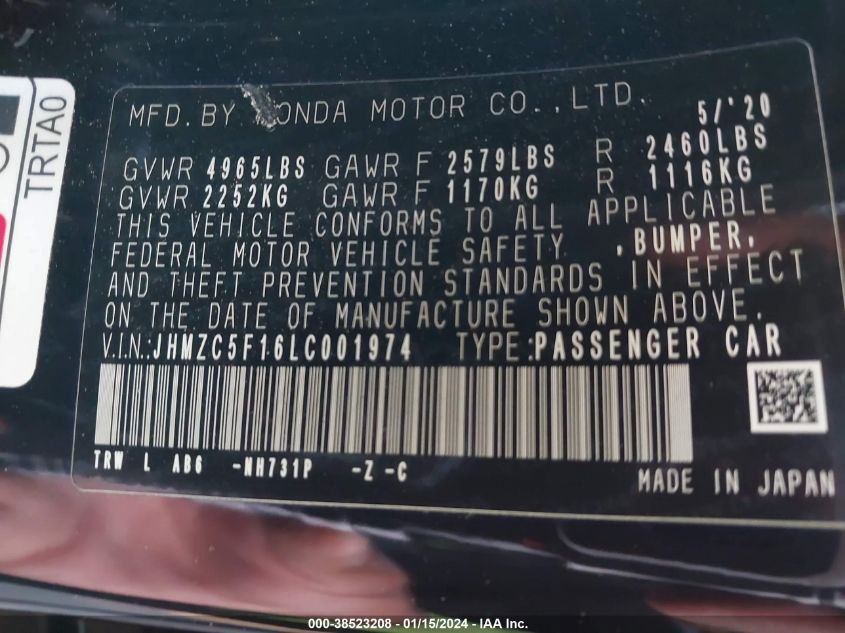 TRTA0
MFD.BY HONDA MOTOR CO.,LTD. 5/'20
GVWR 4965LBS GAWR F 2579LBS R 2460LBS
GVWR 2252KG GAWR F 1170KG R 1116KG
THIS VEHICLE CONFORMS TO ALL APPLICABLE
FEDERAL MOTOR VEHICLE SAFETY ,BUMPER,
AND THEFT PREVENTION STANDARDS IN EFFECT
ON THE DATE OF MANUFACTURE SHOWN ABOVE.
V.I.N.:JHMZC5F16LC001974 TYPE:PASSENGER CAR
TRW L AB6 -NH731P -Z -C
MADE IN JAPAN
000-38523208 - 01/15/2024 - IAA Inc.